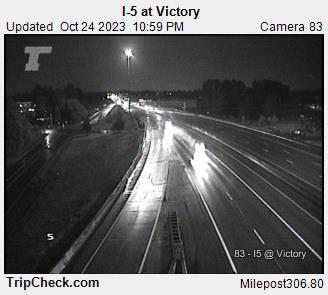 I-5 at Victory
Updated Oct 24 2023 10:59 PM Camera 83
T
S
83 - I5 @ Victory
TripCheck.com Milepost306.80